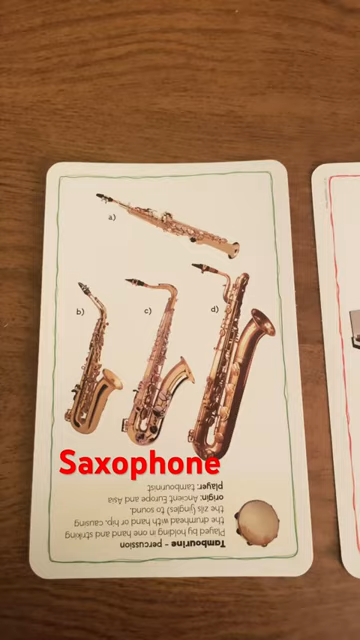 a)
b)
c)
d)
Saxophone
Tambourine - percussion
Played by holding in one hand and striking
the drumhead with hand or hip, causing
the zils (jingles) to sound.
origin: Ancient Europe and Asia
player: tambourinist